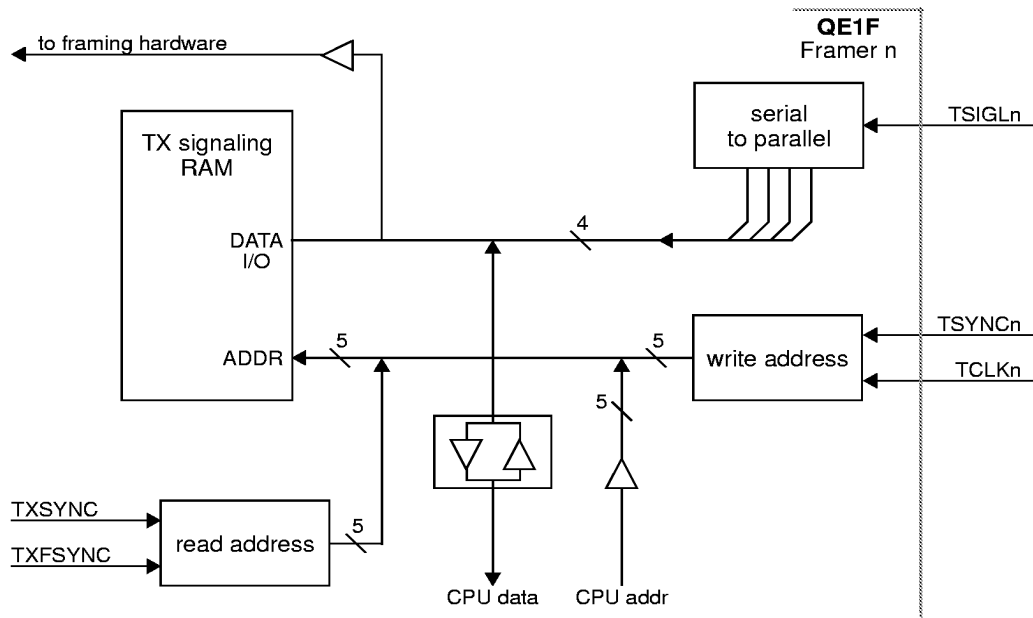 QE1F
Framer n
to framing hardware
TX signaling
RAM
serial
to parallel
TSIGLn
DATA
I/O
4
TSYNCn
ADDR
5
5
write address
TCLKn
5
TXSYNC
TXFSYNC
read address
5
CPU data
CPU addr